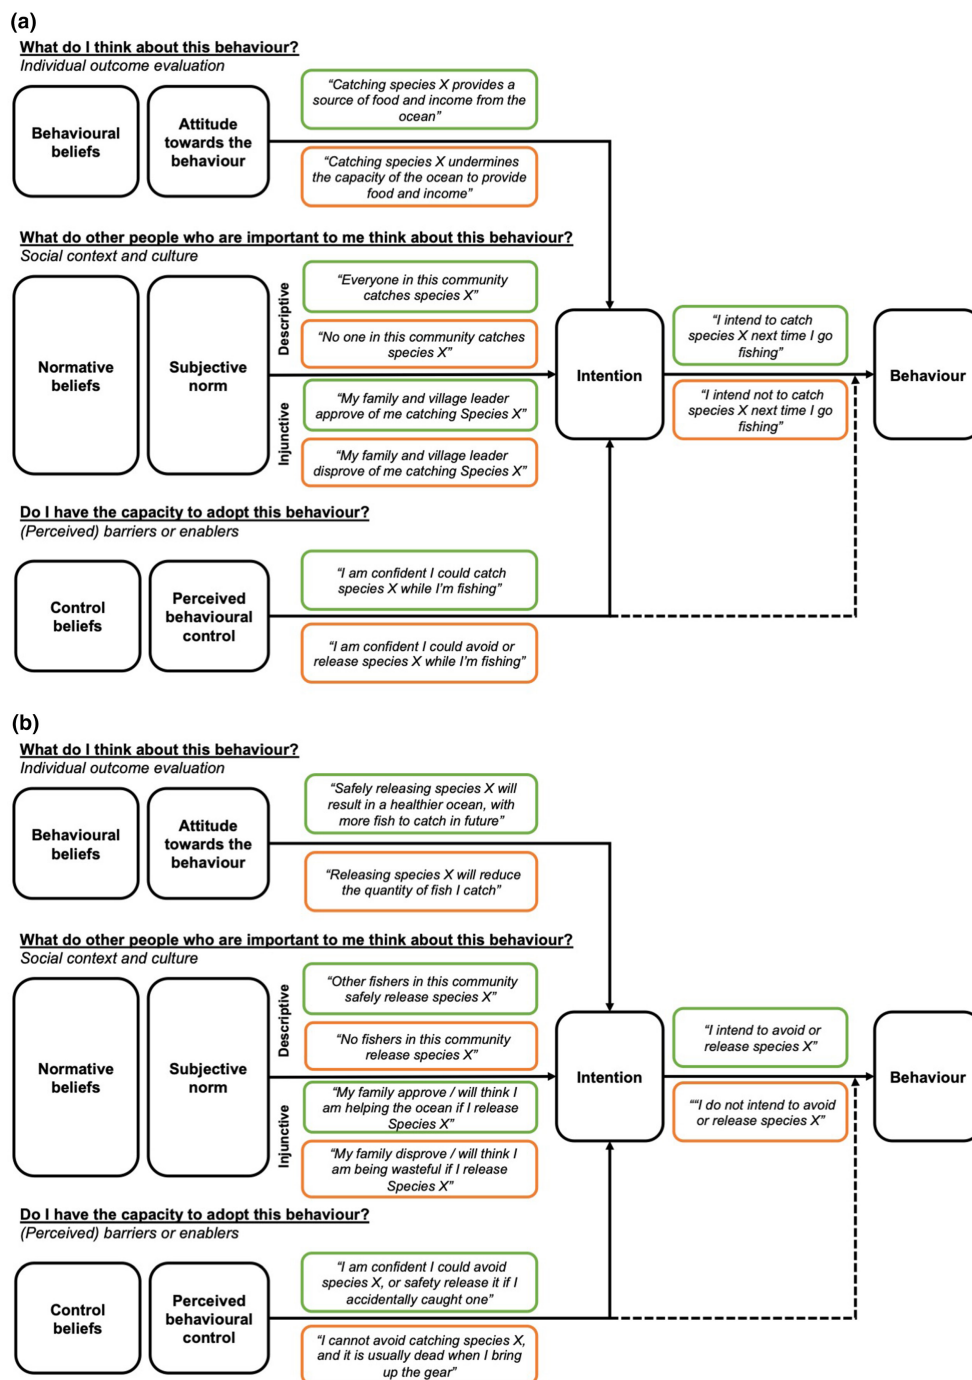 (a)
What do I think about this behaviour?
Individual outcome evaluation
Behavioural
beliefs
Attitude
towards the
behaviour
“Catching species X provides a
source of food and income from the
ocean”
“Catching species X undermines
the capacity of the ocean to provide
food and income”
What do other people who are important to me think about this behaviour?
Social context and culture
Normative
beliefs
Subjective
norm
Descriptive
“Everyone in this community
catches species X”
“No one in this community catches
species X”
Injunctive
“My family and village leader
approve of me catching Species X”
“My family and village leader
disprove of me catching Species X”
Intention
“I intend to catch
species X next time I go
fishing”
“I intend not to catch
species X next time I go
fishing”
Behaviour
Do I have the capacity to adopt this behaviour?
(Perceived) barriers or enablers
Control
beliefs
Perceived
behavioural
control
“I am confident I could catch
species X while I’m fishing”
“I am confident I could avoid or
release species X while I’m fishing”
(b)
What do I think about this behaviour?
Individual outcome evaluation
Behavioural
beliefs
Attitude
towards the
behaviour
“Safely releasing species X will
result in a healthier ocean, with
more fish to catch in future”
“Releasing species X will reduce
the quantity of fish I catch”
What do other people who are important to me think about this behaviour?
Social context and culture
Normative
beliefs
Subjective
norm
Descriptive
“Other fishers in this community
safely release species X”
“No fishers in this community
release species X”
Injunctive
“My family approve / will think I
am helping the ocean if I release
Species X”
“My family disprove / will think I
am being wasteful if I release
Species X”
Intention
“I intend to avoid or
release species X”
““I do not intend to avoid
or release species X”
Behaviour
Do I have the capacity to adopt this behaviour?
(Perceived) barriers or enablers
Control
beliefs
Perceived
behavioural
control
“I am confident I could avoid
species X, or safety release it if I
accidentally caught one”
“I cannot avoid catching species X,
and it is usually dead when I bring
up the gear”